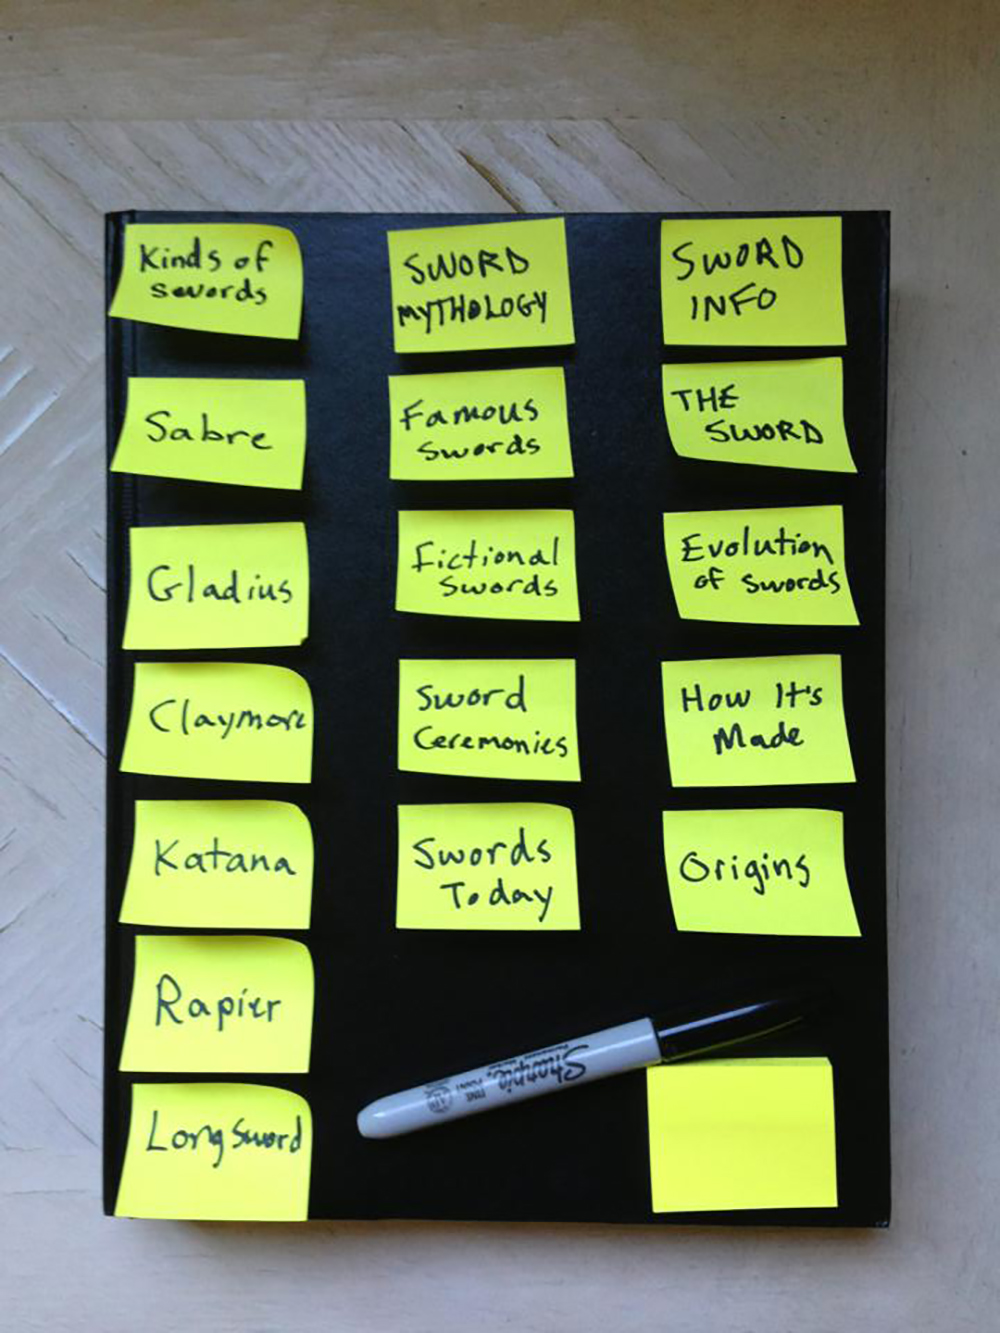 Kinds of
swords
Sabre
Gladius
Claymore
Katana
Rapier
Long Sword
SWORD
MYTHOLOGY
Famous
Swords
Fictional
Swords
Sword
Ceremonies
Swords
Today
SWORD
INFO
THE
SWORD
Evolution
of Swords
How It's
Made
Origins
Sharpie